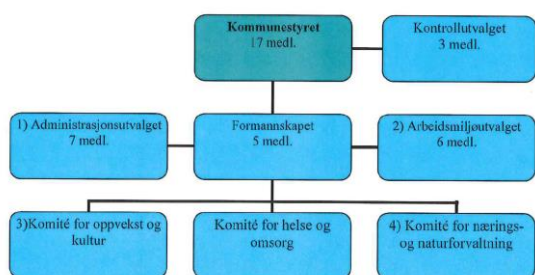 Kommunestyret
17 medl.
Kontrollutvalget
3 medl.
1) Administrasjonsutvalget
7 medl.
Formannskapet
5 medl.
2) Arbeidsmiljøutvalget
6 medl.
3)Komité for oppvekst og
kultur
Komité for helse og
omsorg
4) Komité for nærings-
og naturforvaltning